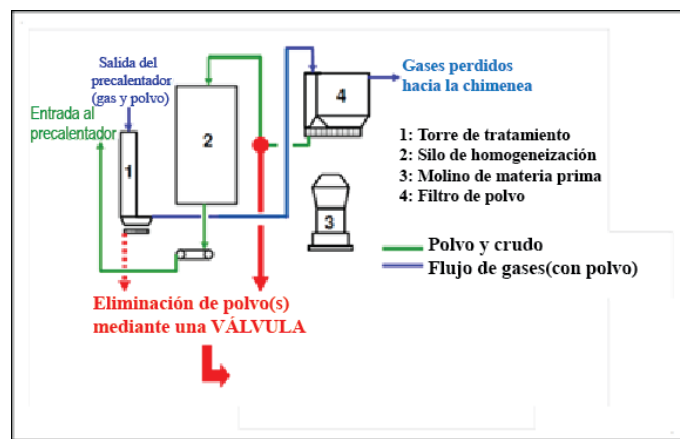 Salida del
precalentador
(gas y polvo)
Entrada al
precalentador
Gases perdidos
hacia la chimenea
1
2
3
4
1: Torre de tratamiento
2: Silo de homogeneización
3: Molino de materia prima
4: Filtro de polvo
Polvo y crudo
Flujo de gases(con polvo)
Eliminación de polvo(s)
mediante una VÁLVULA